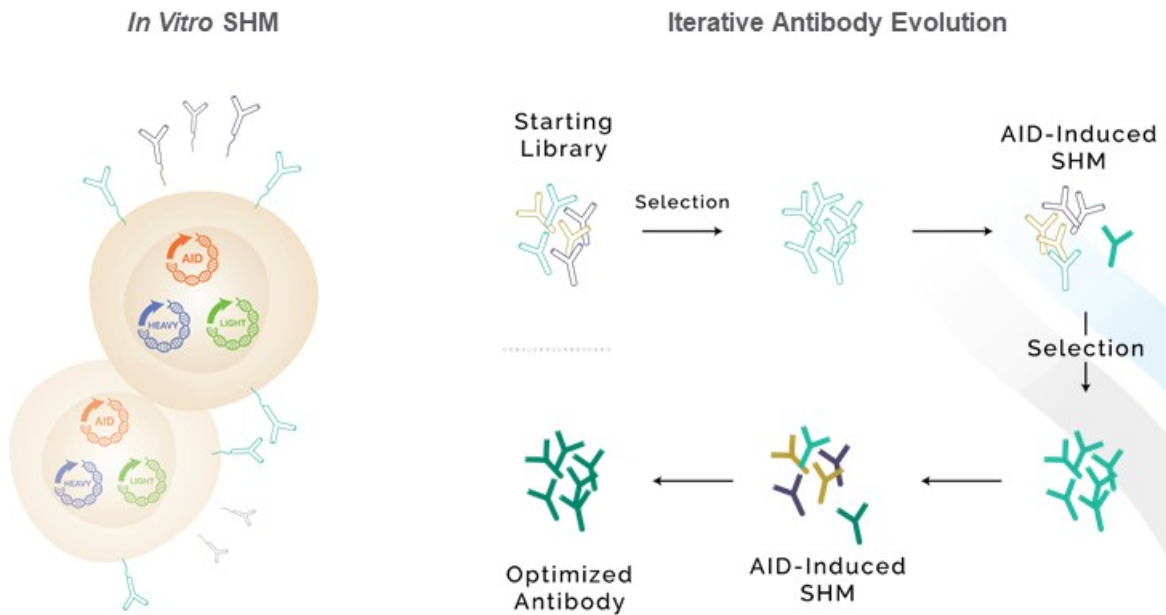 In Vitro SHM
Iterative Antibody Evolution
AID
HEAVY
LIGHT
AID
HEAVY
LIGHT
Starting
Library
Selection
AID-Induced
SHM
Selection
AID-Induced
SHM
Optimized
Antibody